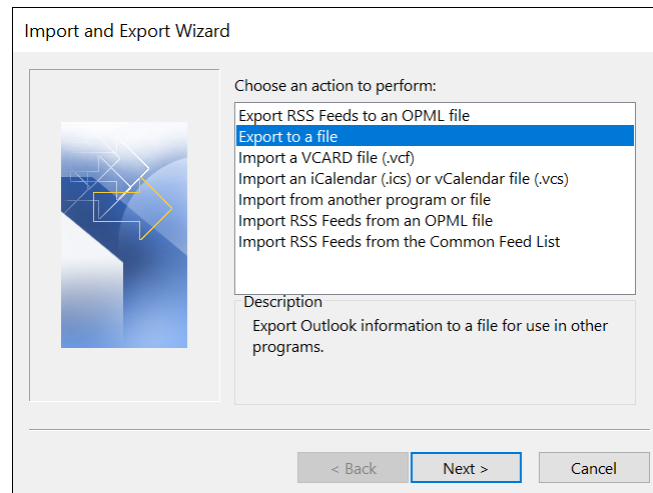 Import and Export Wizard
Choose an action to perform:
Export RSS Feeds to an OPML file
Export to a file
Import a VCARD file (.vcf)
Import an iCalendar (.ics) or vCalendar file (.vcs)
Import from another program or file
Import RSS Feeds from an OPML file
Import RSS Feeds from the Common Feed List
Description
Export Outlook information to a file for use in other
programs.
< Back
Next >
Cancel